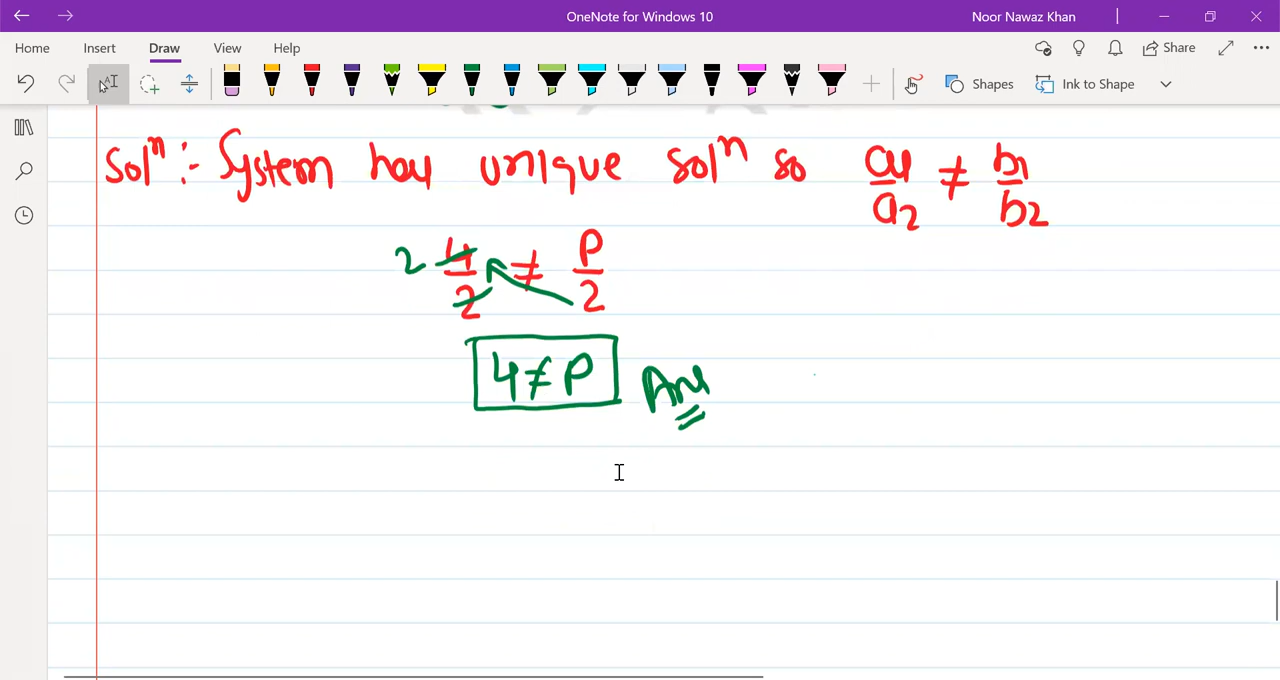 OneNote for Windows 10
Noor Nawaz Khan
Home Insert Draw View Help
Share
Shapes
Ink to Shape
Solⁿ :- System has unique Solⁿ so a1/a2 ≠ b1/b2
2 4/2 ≠ P/2
4 ≠ P Ans